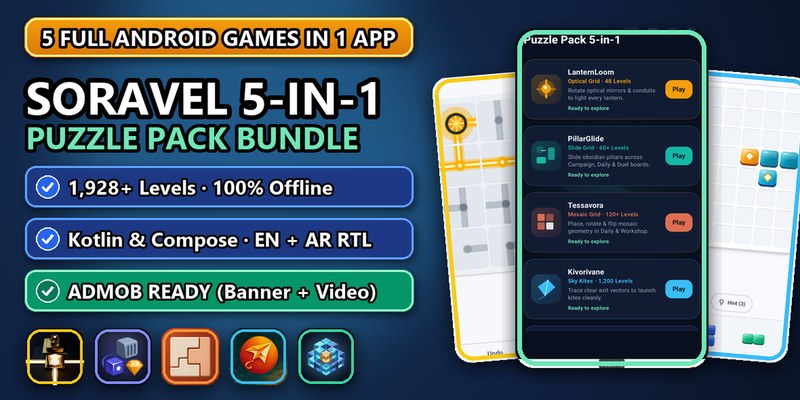 5 FULL ANDROID GAMES IN 1 APP
SORAVEL 5-IN-1
PUZZLE PACK BUNDLE
1,928+ Levels · 100% Offline
Kotlin & Compose · EN + AR RTL
ADMOB READY (Banner + Video)
Puzzle Pack 5-in-1
LanternLoom
Optical Grid · 48 Levels
Rotate optical mirrors & conduits
to light every lantern.
Ready to explore
Play
PillarGlide
Slide Grid · 60+ Levels
Slide obsidian pillars across
Campaign, Daily & Duel boards.
Ready to explore
Play
Tessavora
Mosaic Grid · 120+ Levels
Place, rotate & flip mosaic
geometry in Daily & Workshop.
Ready to explore
Play
Kivorivane
Sky Kites · 1,200 Levels
Trace clear exit vectors to launch
kites cleanly.
Ready to explore
Play
Undo
Hint (3)